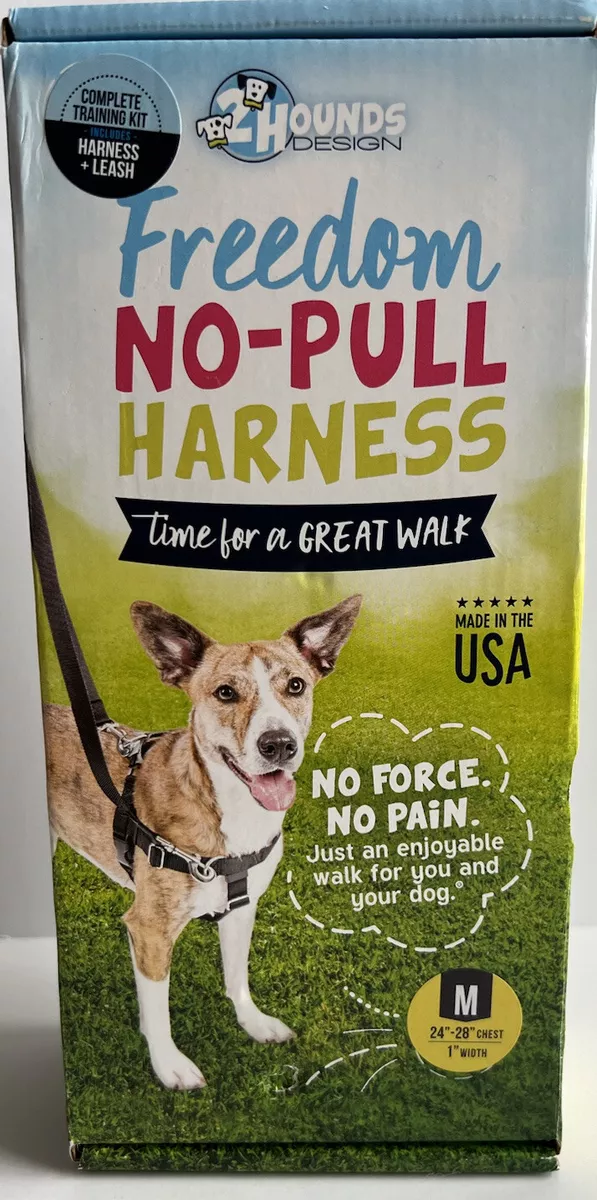 COMPLETE
TRAINING KIT
- INCLUDES -
HARNESS
+ LEASH
2HOUNDS
DESIGN
Freedom
NO-PULL
HARNESS
time for a GREAT WALK
MADE IN THE
USA
NO FORCE.
NO PAIN.
Just an enjoyable
walk for you and
your dog.®
M
24"-28" CHEST
1" WIDTH